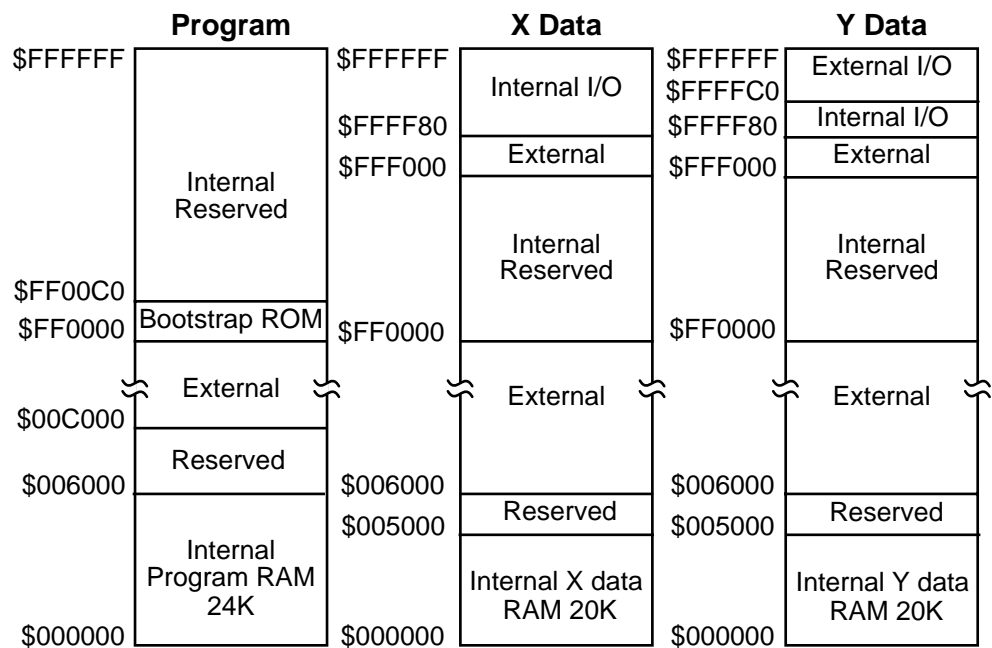 Program
$FFFFFF
Internal
Reserved
$FF00C0
Bootstrap ROM
$FF0000
External
$00C000
Reserved
$006000
Internal
Program RAM
24K
$000000
X Data
$FFFFFF
Internal I/O
$FFFF80
External
$FFF000
Internal
Reserved
$FF0000
External
$006000
Reserved
$005000
Internal X data
RAM 20K
$000000
Y Data
$FFFFFF
External I/O
$FFFFC0
Internal I/O
$FFFF80
External
$FFF000
Internal
Reserved
$FF0000
External
$006000
Reserved
$005000
Internal Y data
RAM 20K
$000000